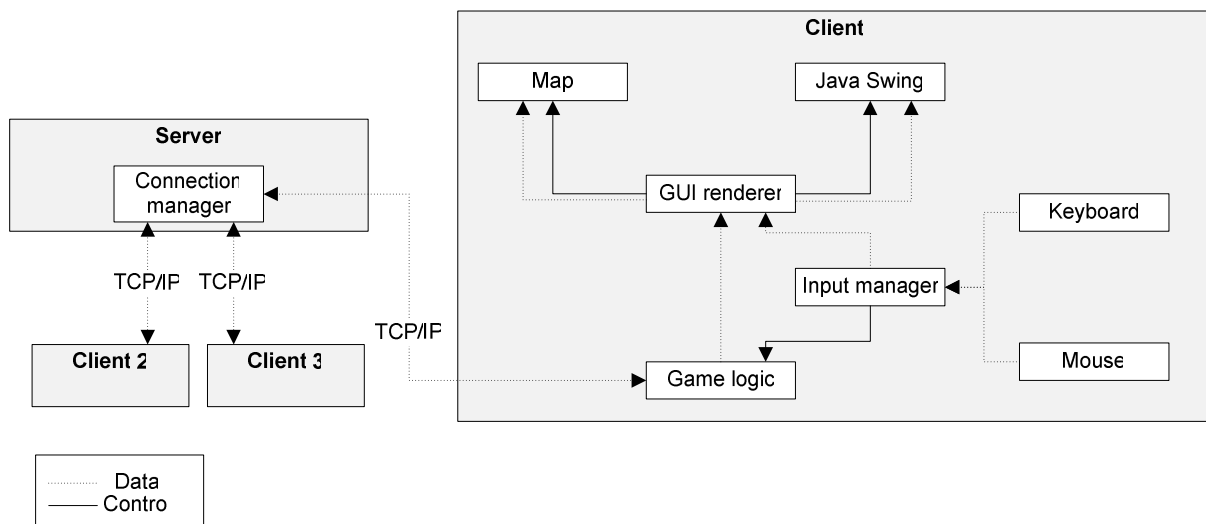 Client
Map
Java Swing
Server
Connection
manager
GUI renderer
Keyboard
TCP/IP
TCP/IP
Input manager
TCP/IP
Client 2
Client 3
Game logic
Mouse
Data
Contro